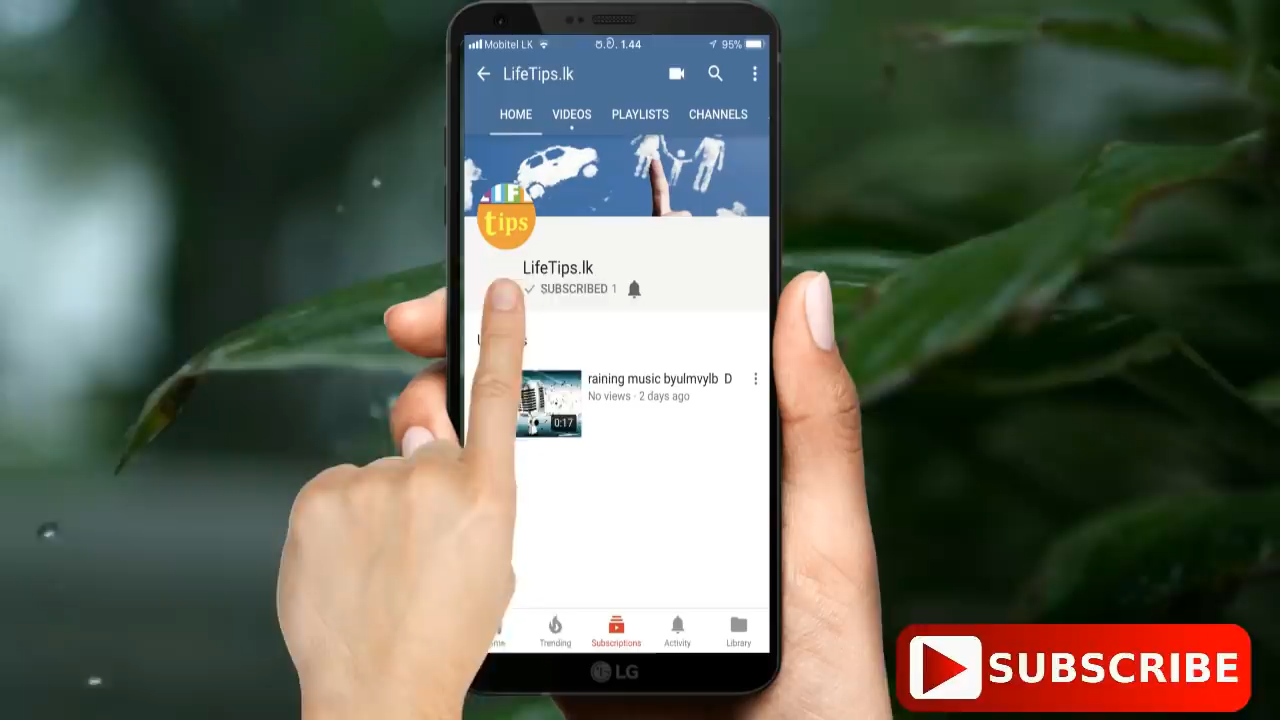 Mobitel LK
ප.ව. 1.44
95%
LifeTips.lk
HOME VIDEOS PLAYLISTS CHANNELS
LIFE
tips
LifeTips.lk
SUBSCRIBED 1
raining music byulmvylb D
No views · 2 days ago
0:17
Trending
Subscriptions
Activity
Library
LG
SUBSCRIBE